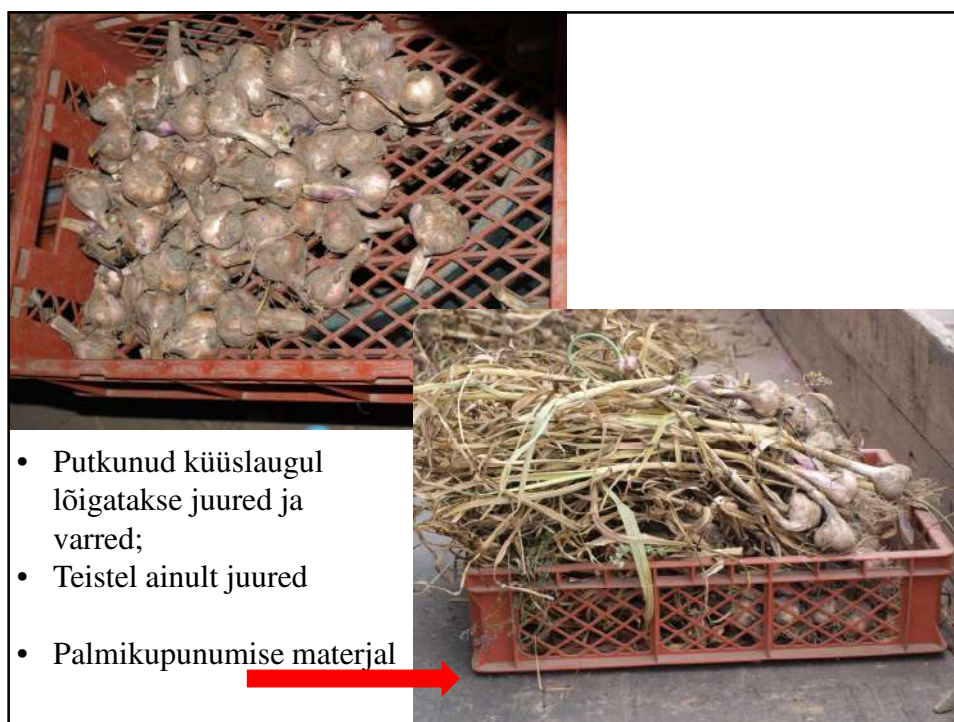 • Putkunud küüslaugul
lõigatakse juured ja
varred;
• Teistel ainult juured
• Palmikupunumise materjal